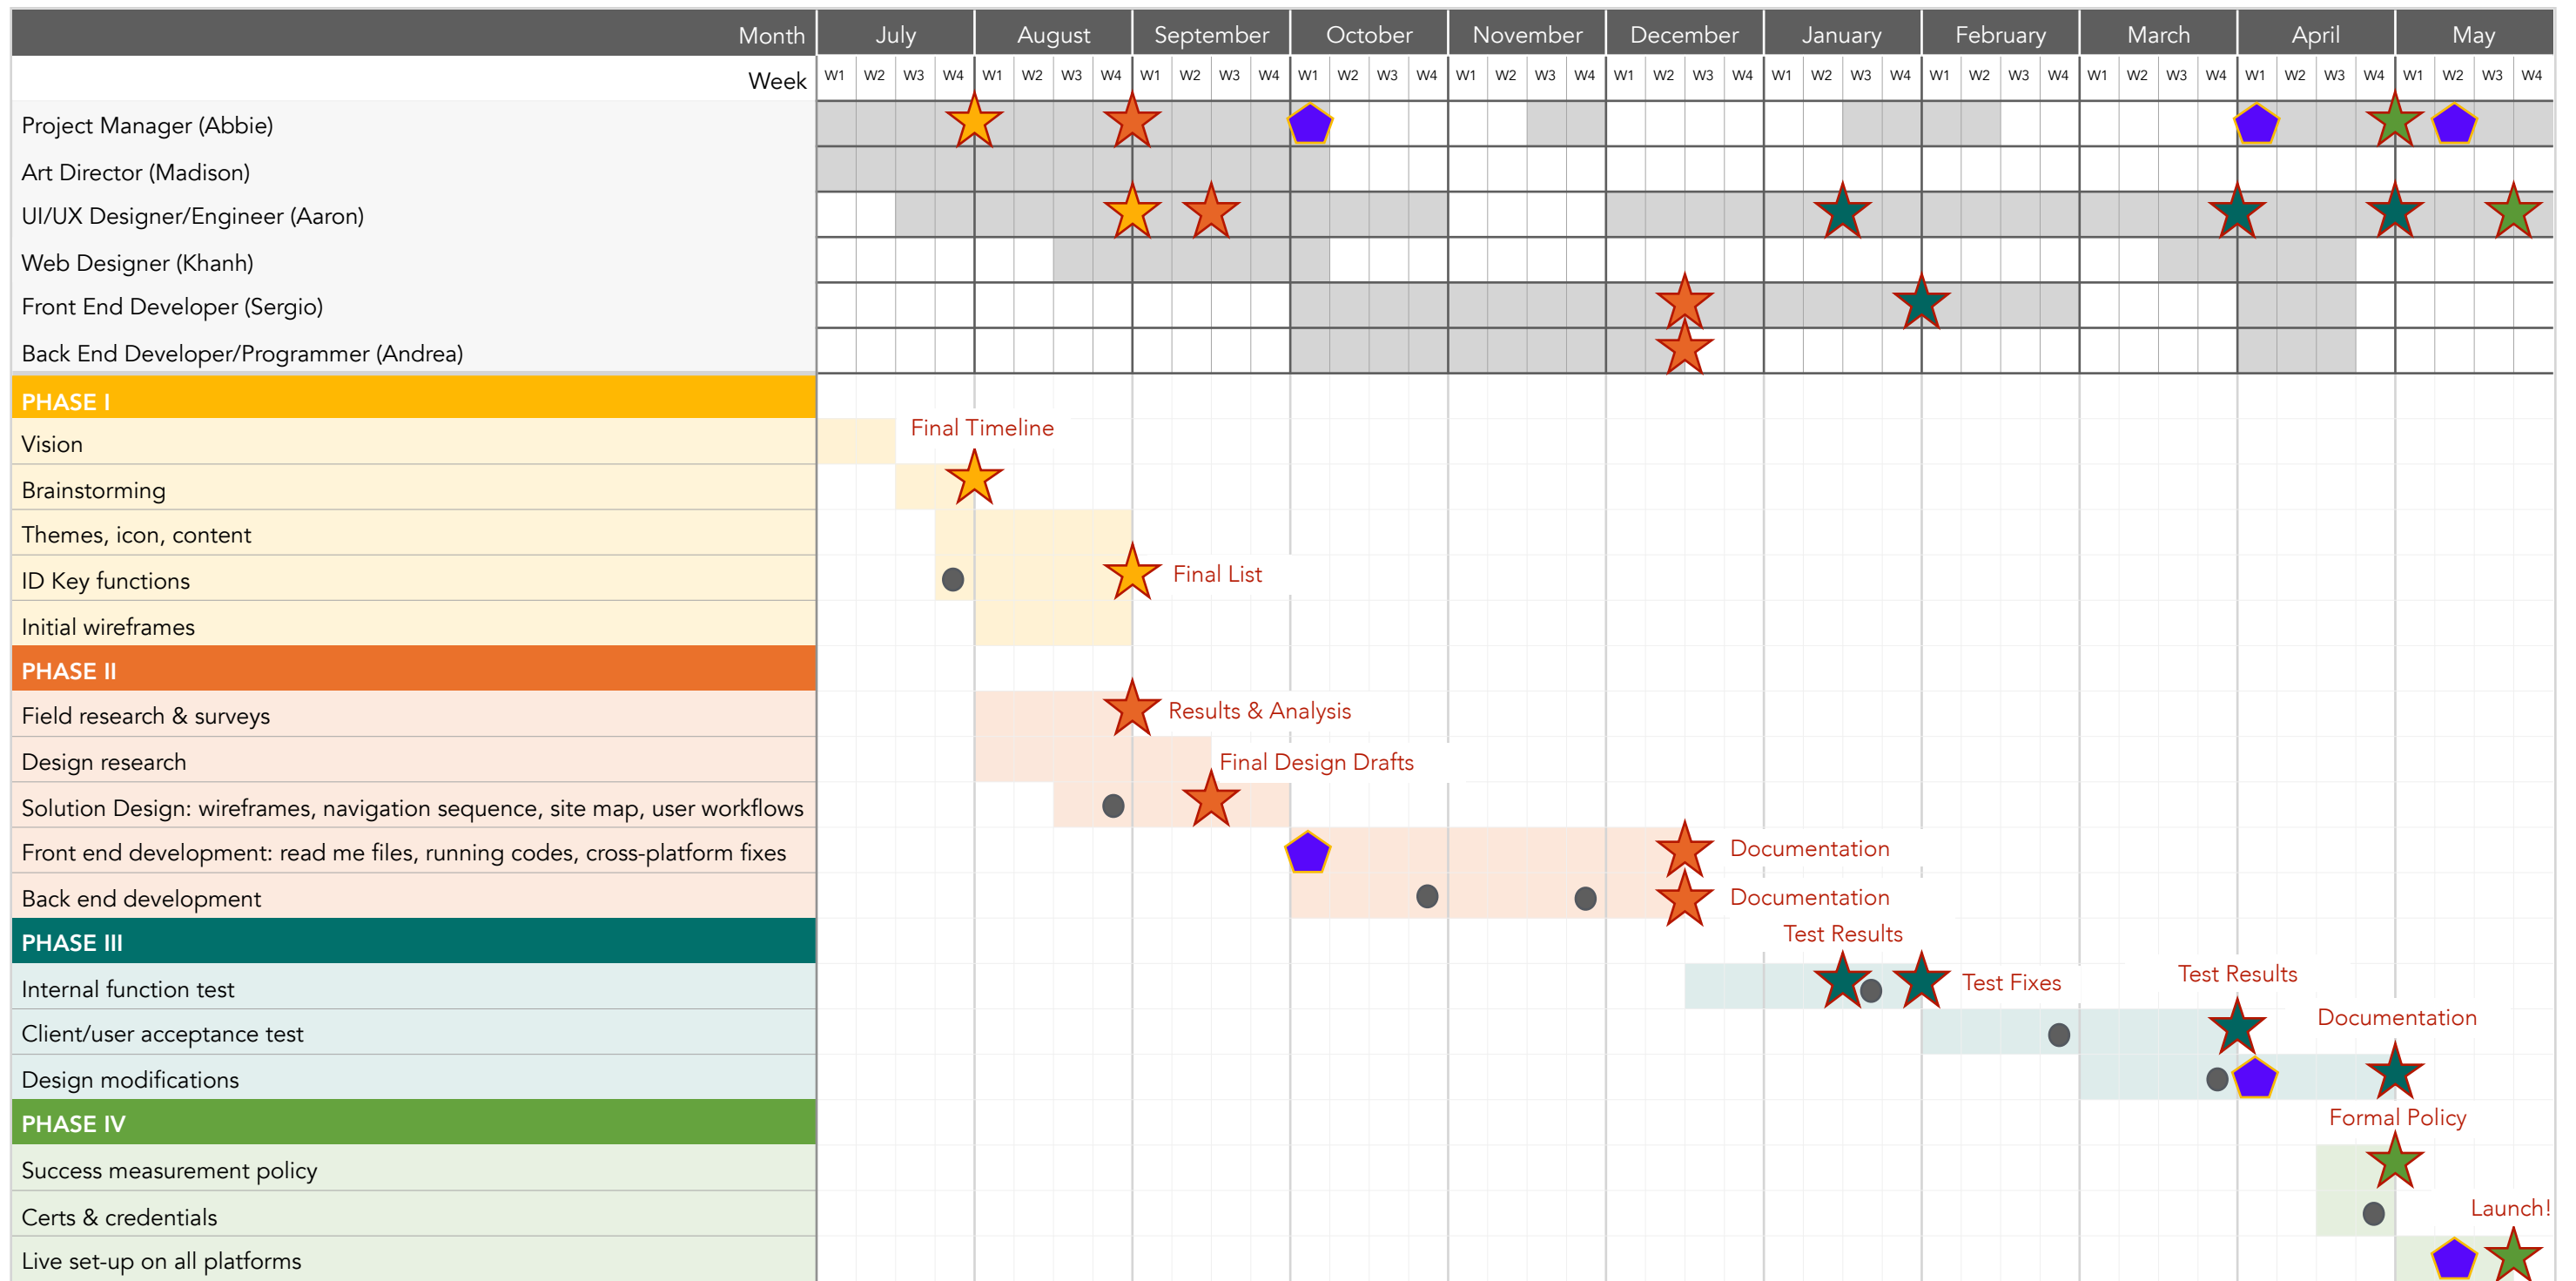 Month July August September October November December January February March April May
Week W1 W2 W3 W4 W1 W2 W3 W4 W1 W2 W3 W4 W1 W2 W3 W4 W1 W2 W3 W4 W1 W2 W3 W4 W1 W2 W3 W4 W1 W2 W3 W4 W1 W2 W3 W4 W1 W2 W3 W4 W1 W2 W3 W4
Project Manager (Abbie)
Art Director (Madison)
UI/UX Designer/Engineer (Aaron)
Web Designer (Khanh)
Front End Developer (Sergio)
Back End Developer/Programmer (Andrea)
PHASE I
Final Timeline
Vision
Brainstorming
Themes, icon, content
ID Key functions Final List
Initial wireframes
PHASE II
Field research & surveys Results & Analysis
Design research Final Design Drafts
Solution Design: wireframes, navigation sequence, site map, user workflows
Front end development: read me files, running codes, cross-platform fixes Documentation
Back end development Documentation
PHASE III Test Results
Internal function test Test Fixes Test Results
Client/user acceptance test Documentation
Design modifications
PHASE IV Formal Policy
Success measurement policy
Certs & credentials Launch!
Live set-up on all platforms